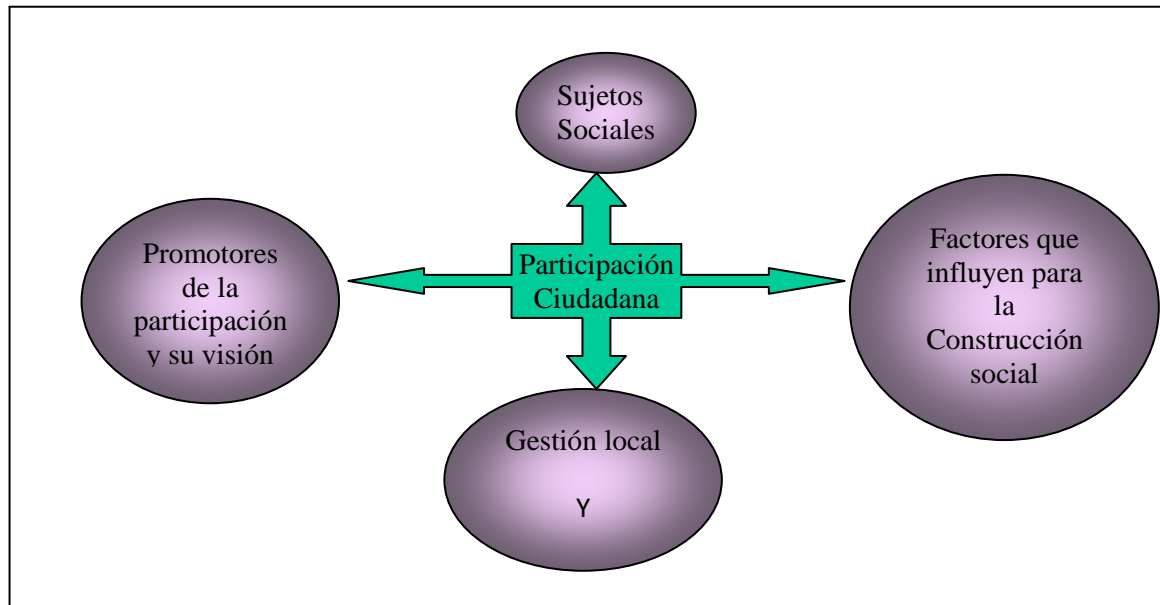 Sujetos
Sociales
Promotores
de la
participación
y su visión
Participación
Ciudadana
Factores que
influyen para
la
Construcción
social
Gestión local
Y